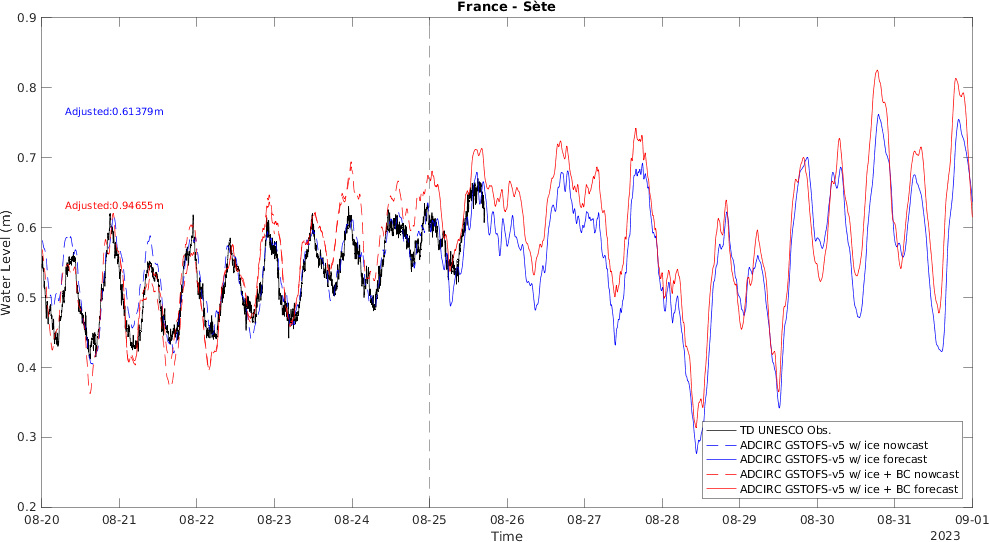 France - Sète
0.9
0.8
0.7
0.6
0.5
0.4
0.3
0.2
Water Level (m)
Adjusted:0.61379m
Adjusted:0.94655m
TD UNESCO Obs.
ADCIRC GSTOFS-v5 w/ ice nowcast
ADCIRC GSTOFS-v5 w/ ice forecast
ADCIRC GSTOFS-v5 w/ ice + BC nowcast
ADCIRC GSTOFS-v5 w/ ice + BC forecast
08-20 08-21 08-22 08-23 08-24 08-25 08-26 08-27 08-28 08-29 08-30 08-31 09-01
Time
2023